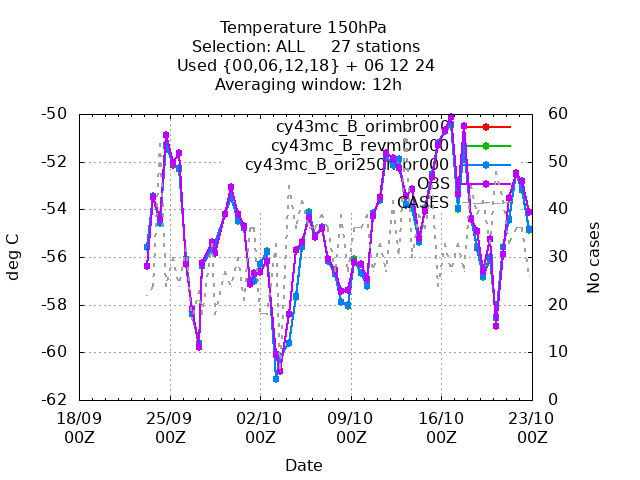 Temperature 150hPa
Selection: ALL 27 stations
Used {00,06,12,18} + 06 12 24
Averaging window: 12h
-50
-52
-54
-56
-58
-60
-62
60
50
40
30
20
10
0
cy43mc_B_orimbr000
cy43mc_B_revmbr000
cy43mc_B_ori250mbr000
OBS
CASES
deg C
No cases
18/09 25/09 02/10 09/10 16/10 23/10
00Z 00Z 00Z 00Z 00Z 00Z
Date